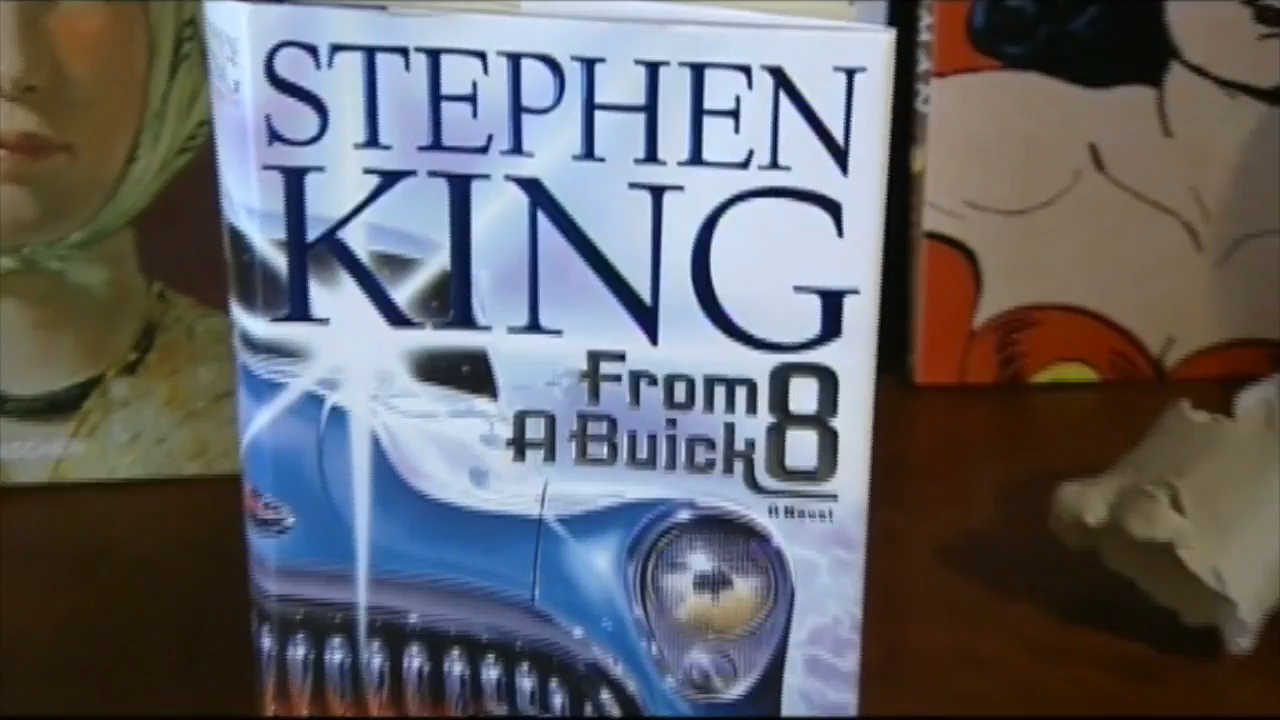 STEPHEN
KING
From
A Buick 8
A Novel